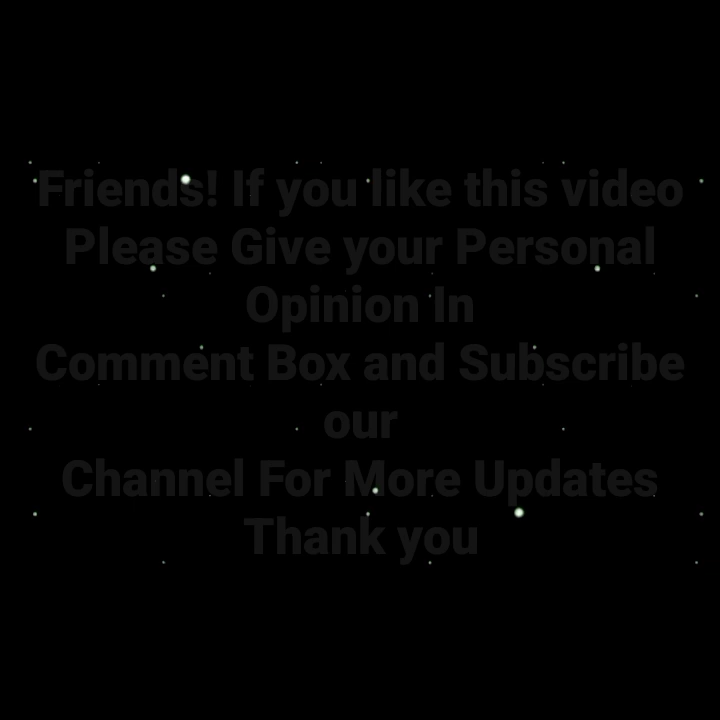 Friends! If you like this video
Please Give your Personal
Opinion In
Comment Box and Subscribe
our
Channel For More Updates
Thank you